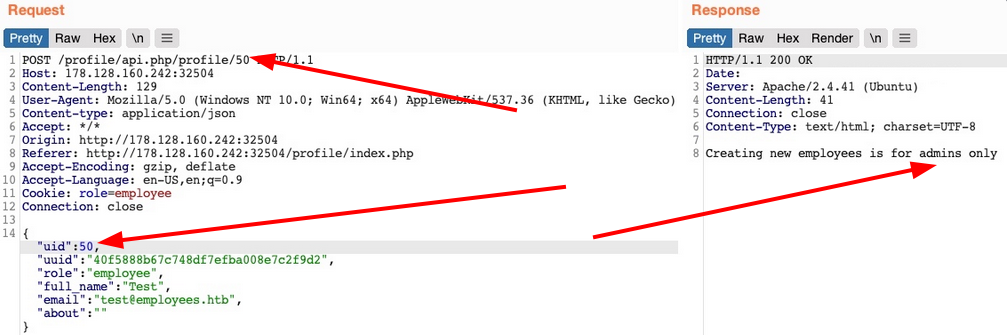 Request
Pretty Raw Hex \n
1 POST /profile/api.php/profile/50 HTTP/1.1
2 Host: 178.128.160.242:32504
3 Content-Length: 129
4 User-Agent: Mozilla/5.0 (Windows NT 10.0; Win64; x64) AppleWebKit/537.36 (KHTML, like Gecko)
5 Content-type: application/json
6 Accept: */*
7 Origin: http://178.128.160.242:32504
8 Referer: http://178.128.160.242:32504/profile/index.php
9 Accept-Encoding: gzip, deflate
10 Accept-Language: en-US,en;q=0.9
11 Cookie: role=employee
12 Connection: close
13
14 {
"uid":50,
"uuid":"40f5888b67c748df7efba008e7c2f9d2",
"role":"employee",
"full_name":"Test",
"email":"test@employees.htb",
"about":""
}
Response
Pretty Raw Hex Render \n
1 HTTP/1.1 200 OK
2 Date:
3 Server: Apache/2.4.41 (Ubuntu)
4 Content-Length: 41
5 Connection: close
6 Content-Type: text/html; charset=UTF-8
7
8 Creating new employees is for admins only